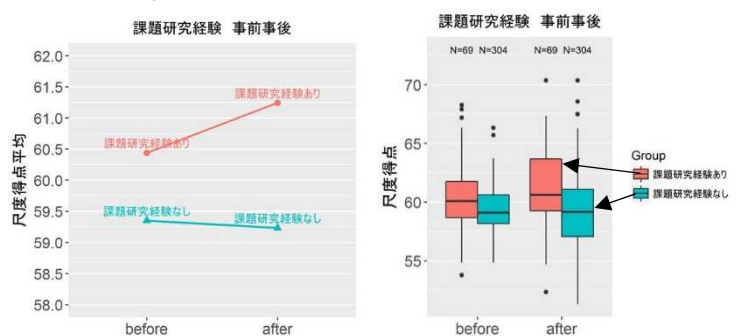 課題研究経験 事前事後
尺度得点平均
62.0
61.5
61.0
60.5
60.0
59.5
59.0
58.5
58.0
課題研究経験あり
課題研究経験あり
課題研究経験なし
課題研究経験なし
before
after
課題研究経験 事前事後
尺度得点
70
65
60
55
N=69 N=304
N=69 N=304
before
after
Group
課題研究経験あり
課題研究経験なし